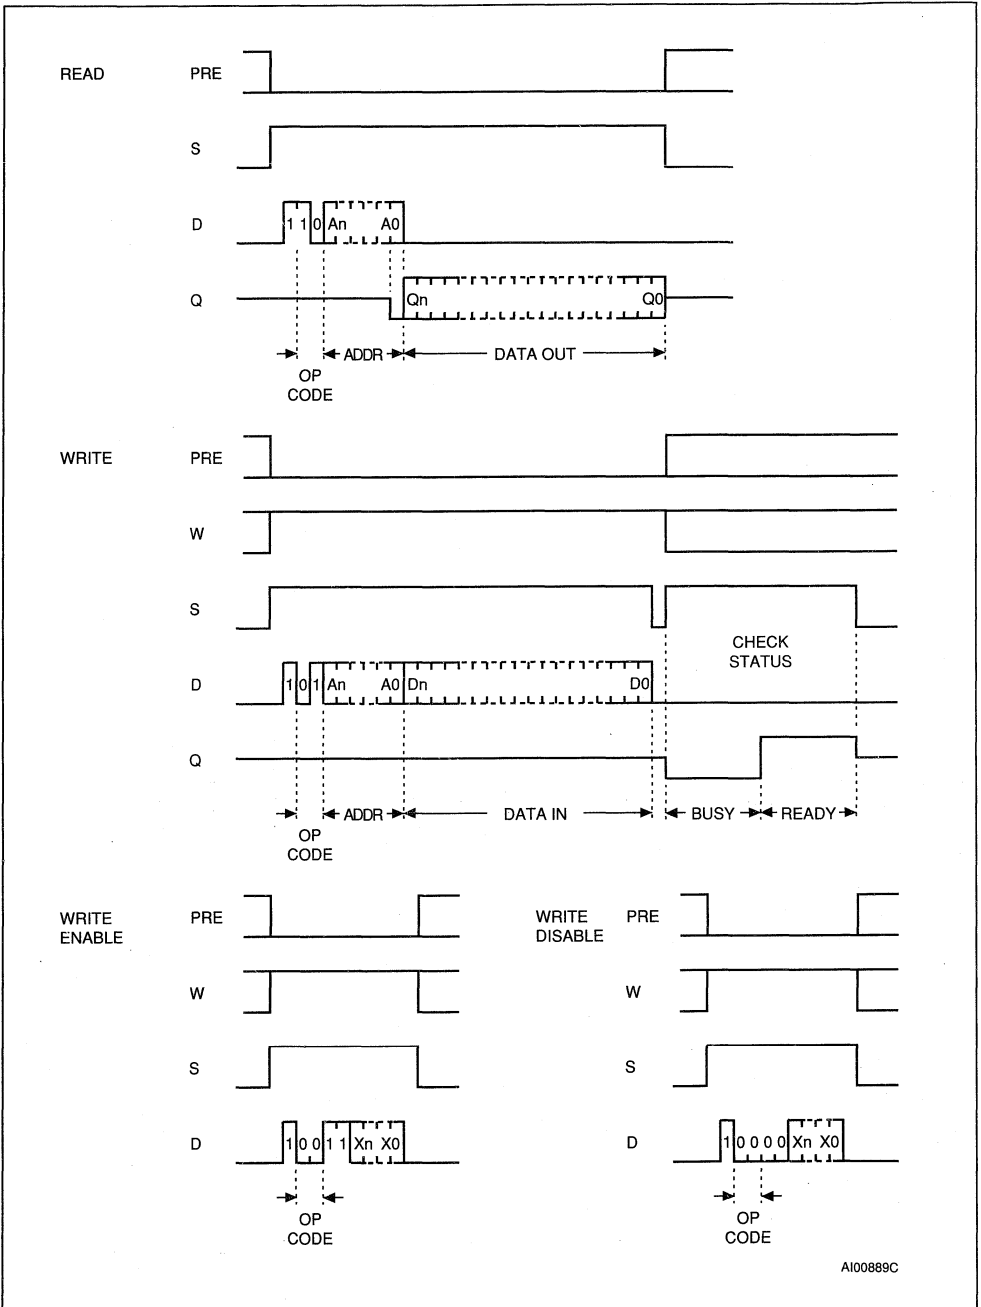 READ PRE
S
D 1 1 0 An A0
Q Qn Q0
ADDR DATA OUT
OP
CODE
WRITE PRE
W
S
CHECK
STATUS
D 1 0 1 An A0 Dn D0
Q
ADDR DATA IN BUSY READY
OP
CODE
WRITE
ENABLE
PRE
W
S
D 1 0 0 1 1 Xn X0
OP
CODE
WRITE
DISABLE
PRE
W
S
D 1 0 0 0 0 Xn X0
OP
CODE
AI00889C